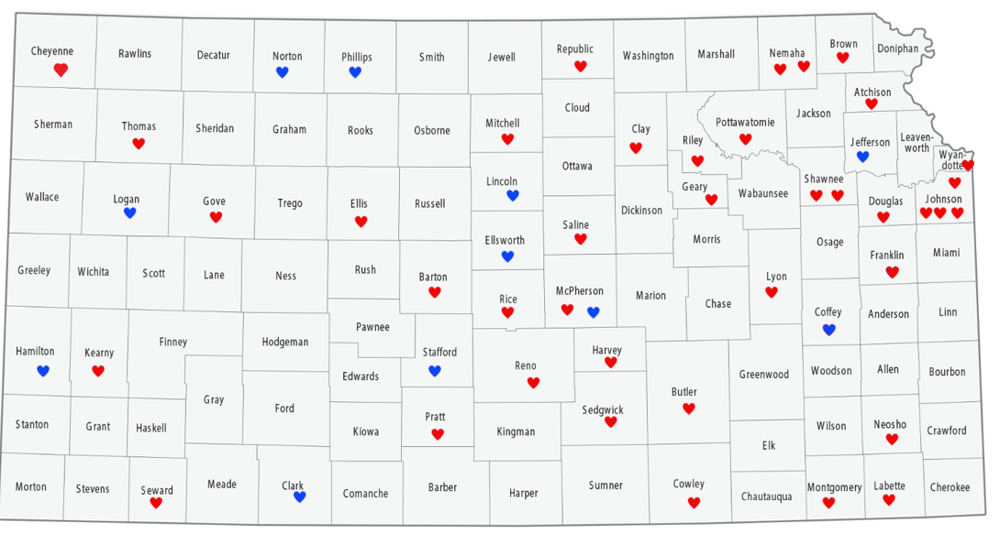 Cheyenne
Rawlins
Decatur
Norton
Phillips
Smith
Jewell
Republic
Washington
Marshall
Nemaha
Brown
Doniphan
Sherman
Thomas
Sheridan
Graham
Rooks
Osborne
Mitchell
Cloud
Clay
Riley
Pottawatomie
Jackson
Atchison
Jefferson
Leaven-
worth
Wyan-
dotte
Wallace
Logan
Gove
Trego
Ellis
Russell
Lincoln
Ottawa
Saline
Dickinson
Geary
Wabaunsee
Shawnee
Douglas
Johnson
Ellsworth
Morris
Osage
Franklin
Miami
Greeley
Wichita
Scott
Lane
Ness
Rush
Barton
Rice
McPherson
Marion
Chase
Lyon
Coffey
Anderson
Linn
Hamilton
Kearny
Finney
Hodgeman
Pawnee
Stafford
Edwards
Reno
Harvey
Butler
Greenwood
Woodson
Allen
Bourbon
Gray
Ford
Sedgwick
Stanton
Grant
Haskell
Kiowa
Pratt
Kingman
Elk
Wilson
Neosho
Crawford
Morton
Stevens
Seward
Meade
Clark
Comanche
Barber
Harper
Sumner
Cowley
Chautauqua
Montgomery
Labette
Cherokee